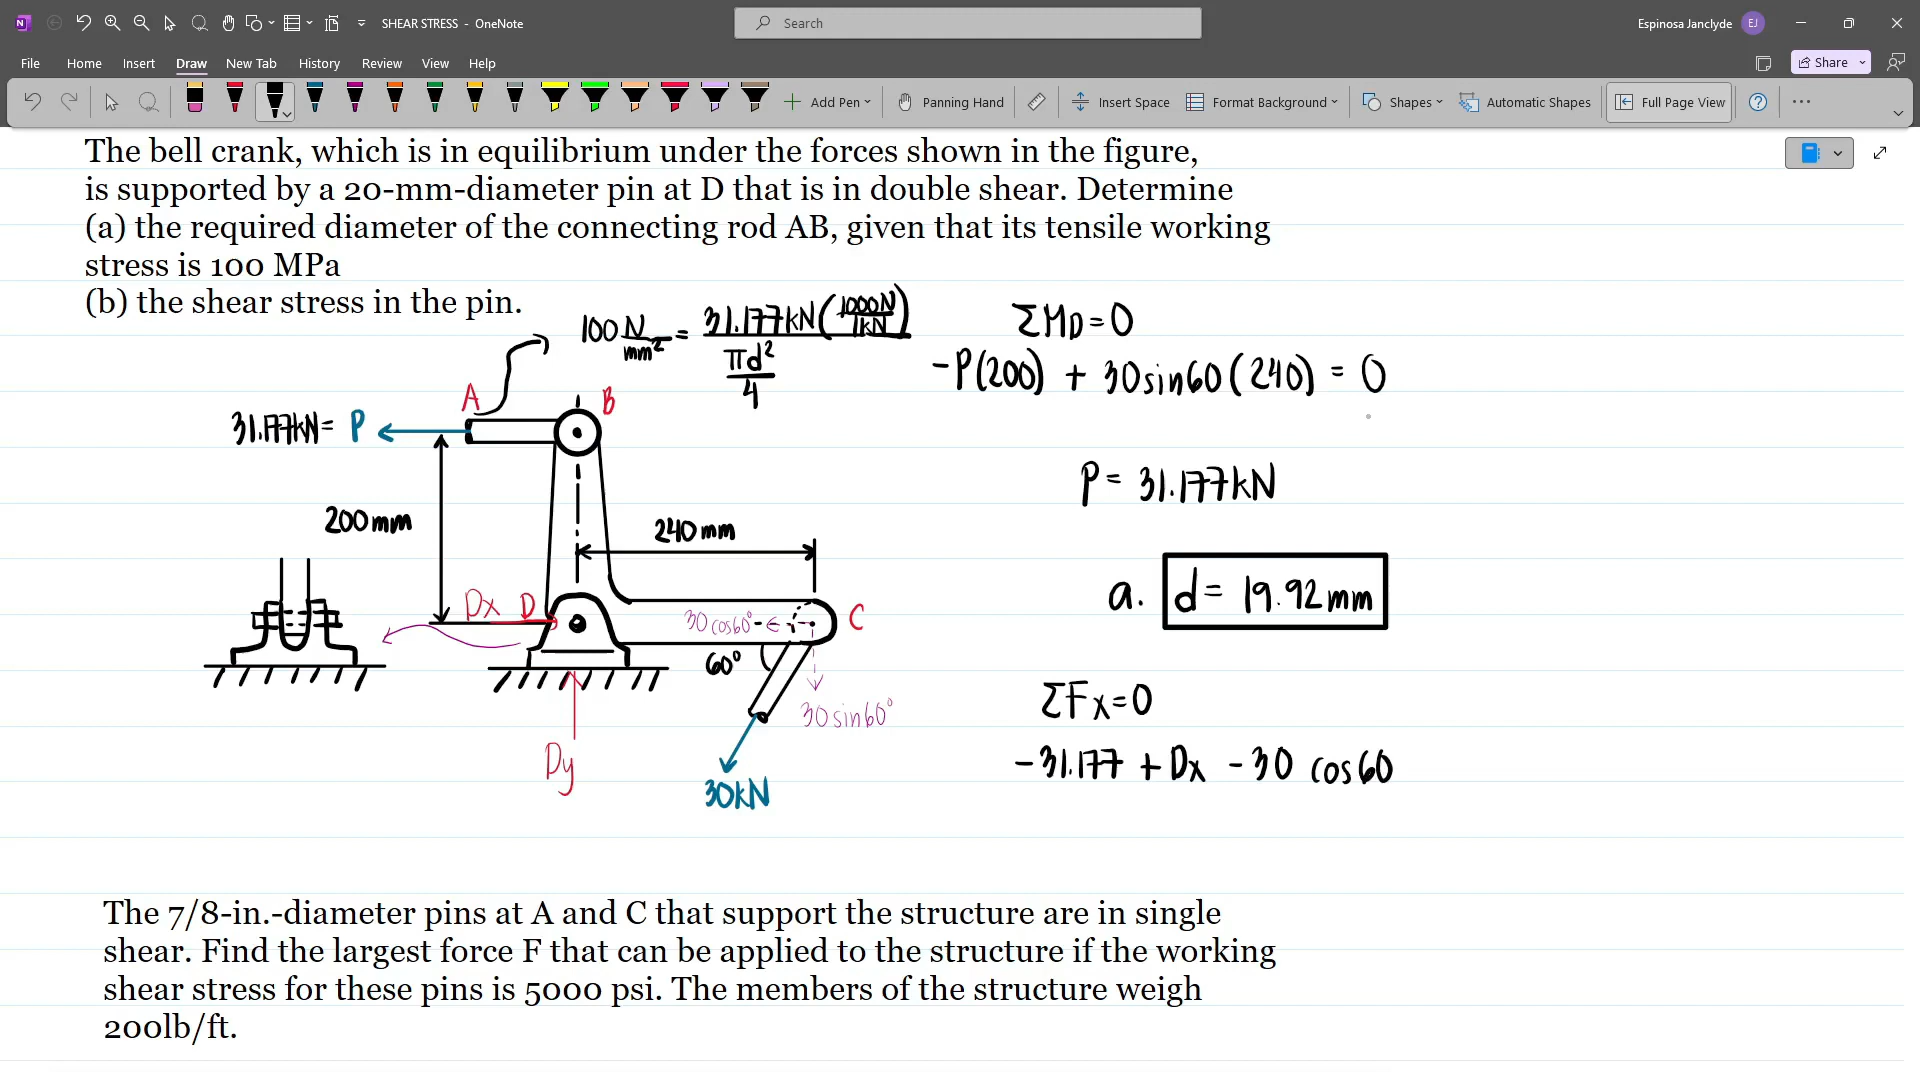 SHEAR STRESS - OneNote
Search
Espinosa Janclyde
EJ
File Home Insert Draw New Tab History Review View Help
Share
Add Pen
Panning Hand
Insert Space
Format Background
Shapes
Automatic Shapes
Full Page View
The bell crank, which is in equilibrium under the forces shown in the figure,
is supported by a 20-mm-diameter pin at D that is in double shear. Determine
(a) the required diameter of the connecting rod AB, given that its tensile working
stress is 100 MPa
(b) the shear stress in the pin.
100 N/mm² = 31.177kN(1000N/1kN) / (πd²/4)
ΣMD=0
-P(200) + 30sin60(240) = 0
A
B
31.177kN= P
P= 31.177kN
200mm
240mm
a. d= 19.92mm
Dx D
30cos60°
C
60°
30sin60°
ΣFx=0
-31.177 +Dx -30 cos60
Dy
30kN
The 7/8-in.-diameter pins at A and C that support the structure are in single
shear. Find the largest force F that can be applied to the structure if the working
shear stress for these pins is 5000 psi. The members of the structure weigh
200lb/ft.